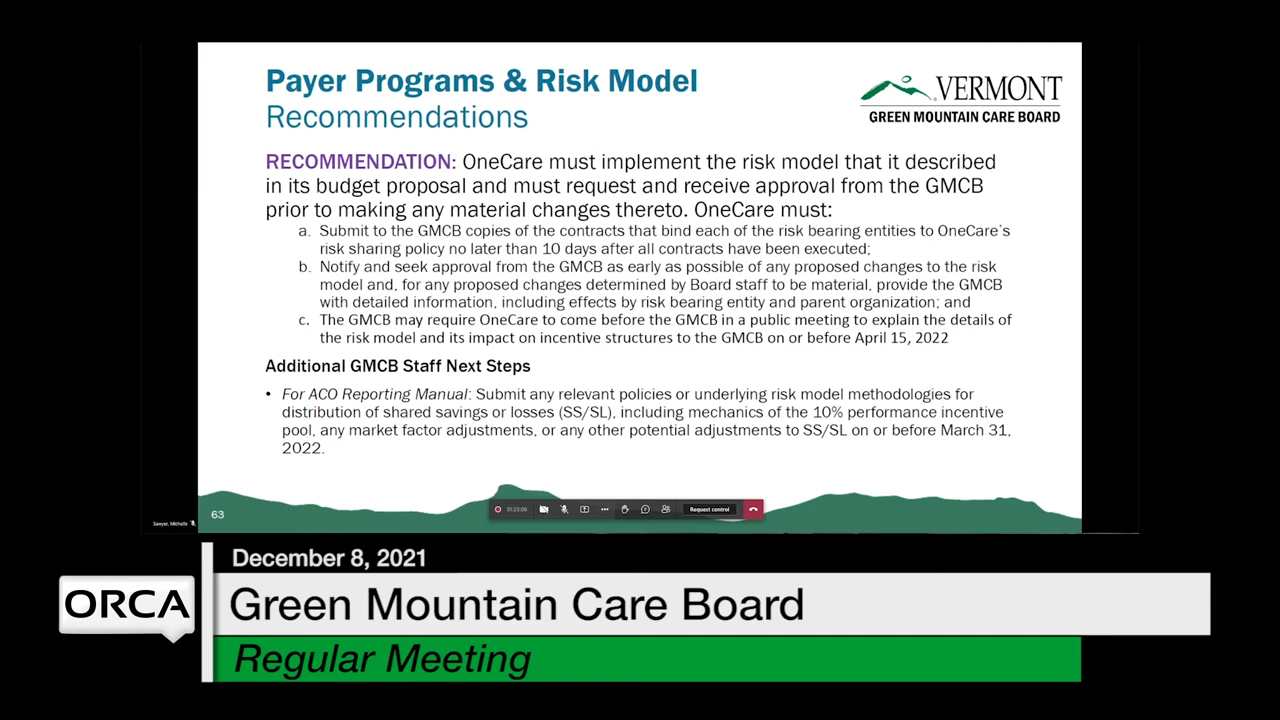 Payer Programs & Risk Model
Recommendations
VERMONT
GREEN MOUNTAIN CARE BOARD
RECOMMENDATION: OneCare must implement the risk model that it described
in its budget proposal and must request and receive approval from the GMCB
prior to making any material changes thereto. OneCare must:
a. Submit to the GMCB copies of the contracts that bind each of the risk bearing entities to OneCare's
risk sharing policy no later than 10 days after all contracts have been executed;
b. Notify and seek approval from the GMCB as early as possible of any proposed changes to the risk
model and, for any proposed changes determined by Board staff to be material, provide the GMCB
with detailed information, including effects by risk bearing entity and parent organization; and
c. The GMCB may require OneCare to come before the GMCB in a public meeting to explain the details of
the risk model and its impact on incentive structures to the GMCB on or before April 15, 2022
Additional GMCB Staff Next Steps
• For ACO Reporting Manual: Submit any relevant policies or underlying risk model methodologies for
distribution of shared savings or losses (SS/SL), including mechanics of the 10% performance incentive
pool, any market factor adjustments, or any other potential adjustments to SS/SL on or before March 31,
2022.
63
01:23:06
Request control
Sawyer, Michelle
December 8, 2021
ORCA
Green Mountain Care Board
Regular Meeting